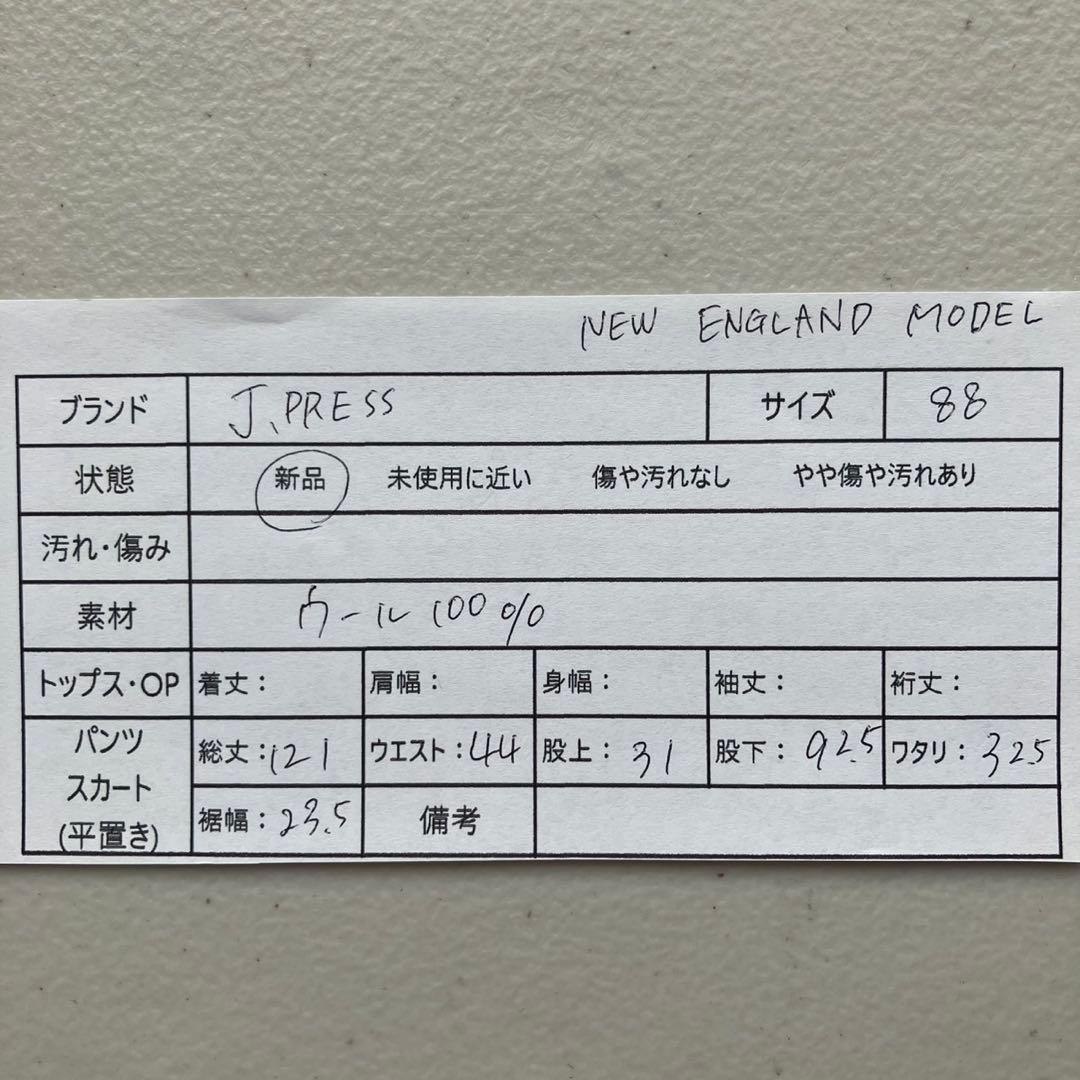 NEW ENGLAND MODEL
ブランド J.PRESS サイズ 88
状態 新品 未使用に近い 傷や汚れなし やや傷や汚れあり
汚れ・傷み
素材 ウール100%
トップス・OP 着丈： 肩幅： 身幅： 袖丈： 裄丈：
パンツ スカート (平置き) 総丈：121 ウエスト：44 股上：31 股下：92.5 ワタリ：32.5
裾幅：23.5 備考